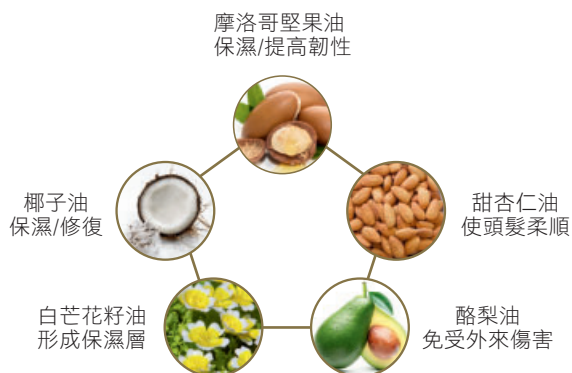 摩洛哥堅果油
保濕/提高韌性
椰子油
保濕/修復
甜杏仁油
使頭髮柔順
白芒花籽油
形成保濕層
酪梨油
免受外來傷害